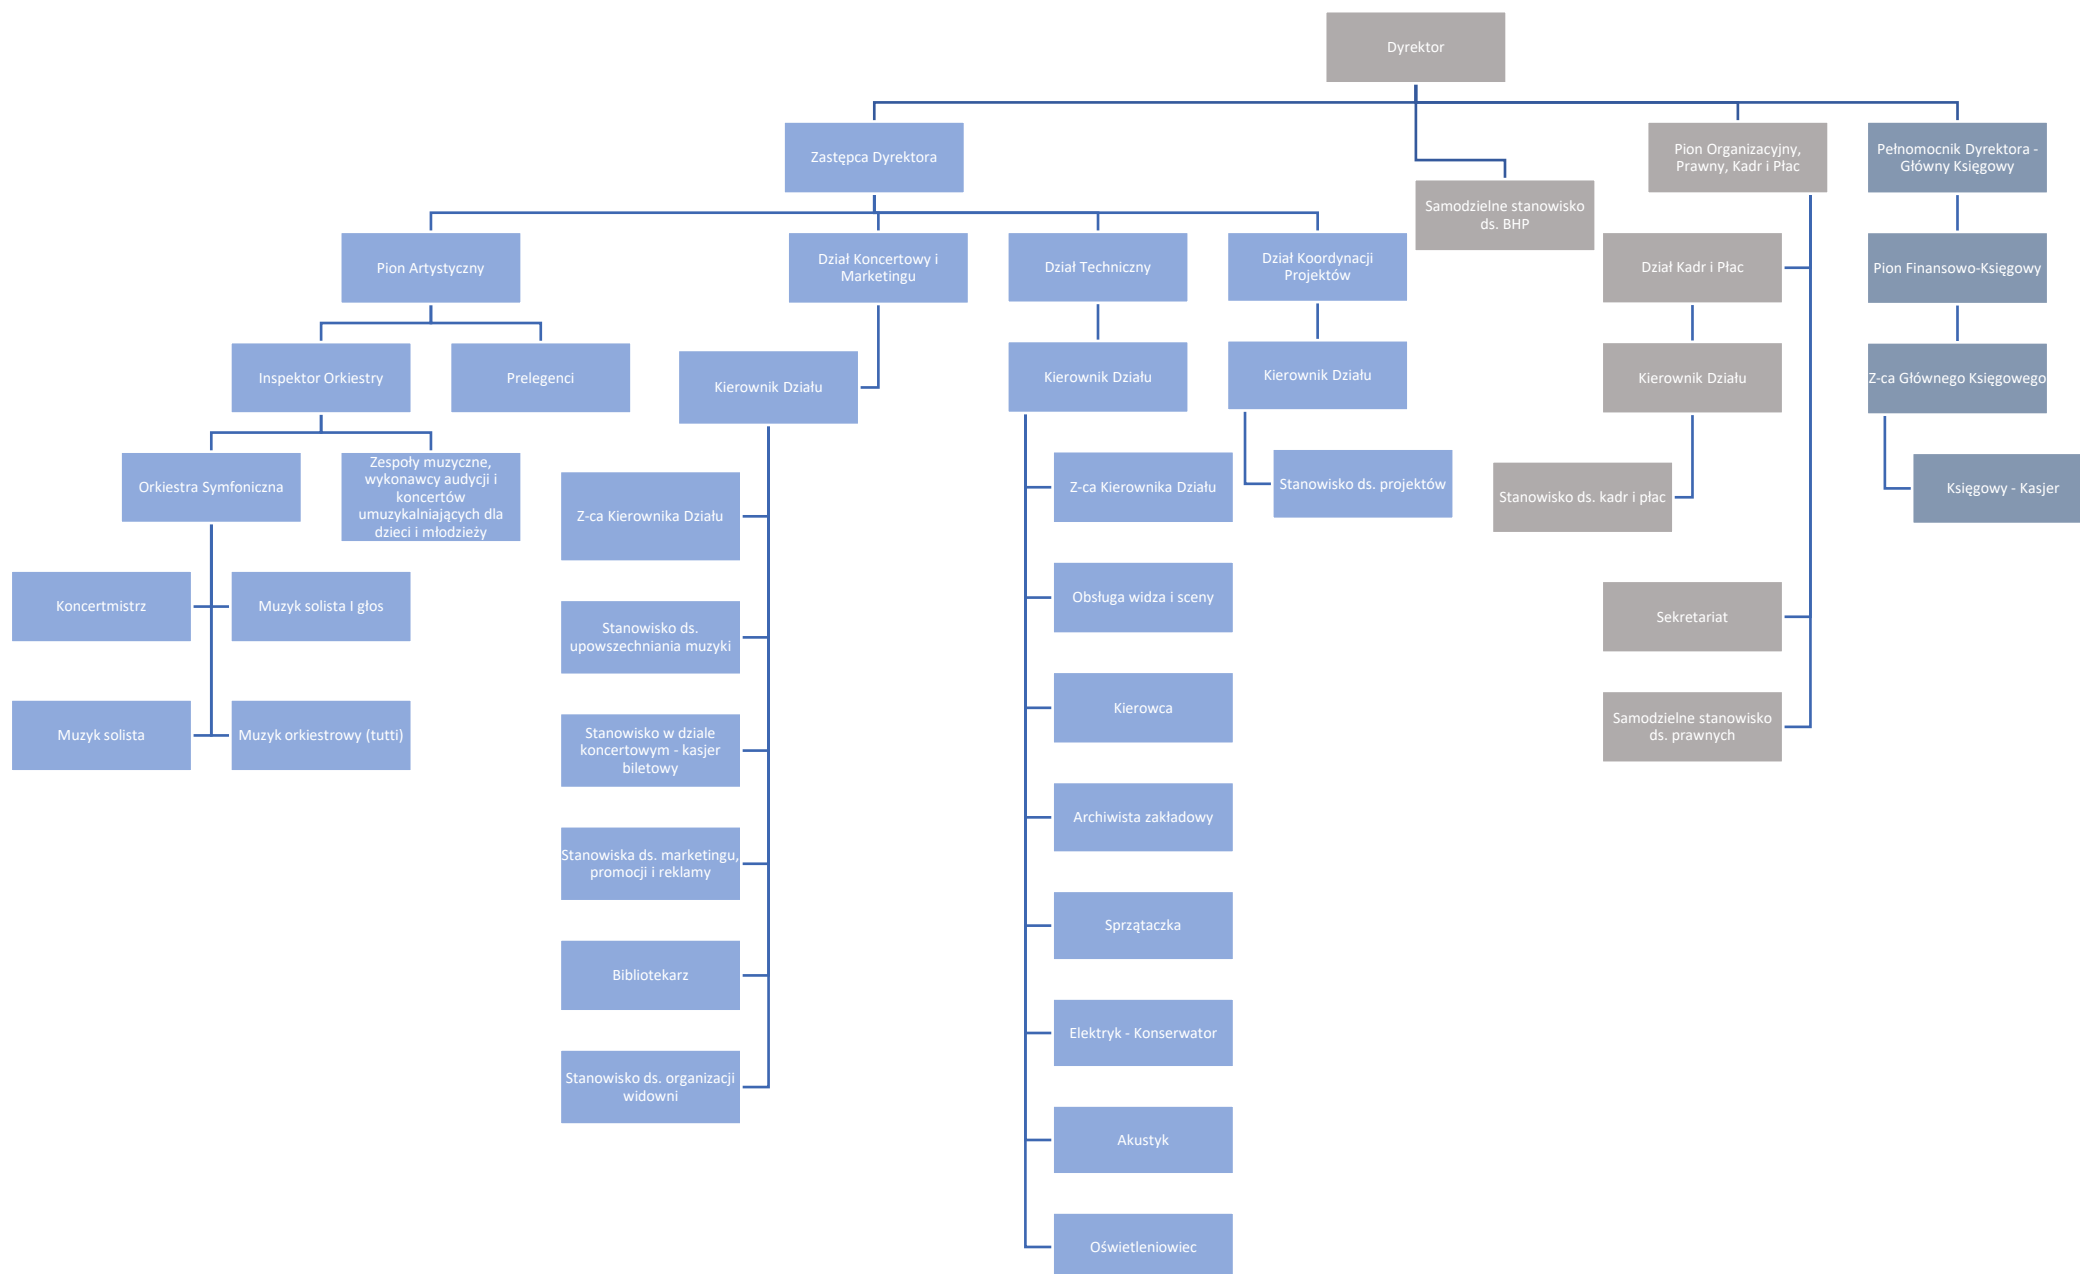 Dyrektor
Zastępca Dyrektora
Pion Organizacyjny,
Prawny, Kadr i Płac
Pełnomocnik Dyrektora -
Główny Księgowy
Samodzielne stanowisko
ds. BHP
Pion Artystyczny
Dział Koncertowy i
Marketingu
Dział Techniczny
Dział Koordynacji
Projektów
Dział Kadr i Płac
Pion Finansowo-Księgowy
Inspektor Orkiestry
Prelegenci
Kierownik Działu
Kierownik Działu
Kierownik Działu
Kierownik Działu
Z-ca Głównego Księgowego
Orkiestra Symfoniczna
Zespoły muzyczne,
wykonawcy audycji i
koncertów
umuzykalniających dla
dzieci i młodzieży
Z-ca Kierownika Działu
Z-ca Kierownika Działu
Stanowisko ds. projektów
Stanowisko ds. kadr i płac
Księgowy - Kasjer
Koncertmistrz
Muzyk solista I głos
Stanowisko ds.
upowszechniania muzyki
Obsługa widza i sceny
Sekretariat
Muzyk solista
Muzyk orkiestrowy (tutti)
Stanowisko w dziale
koncertowym - kasjer
biletowy
Kierowca
Samodzielne stanowisko
ds. prawnych
Stanowiska ds. marketingu,
promocji i reklamy
Archiwista zakładowy
Bibliotekarz
Sprzątaczka
Stanowisko ds. organizacji
widowni
Elektryk - Konserwator
Akustyk
Oświetleniowiec